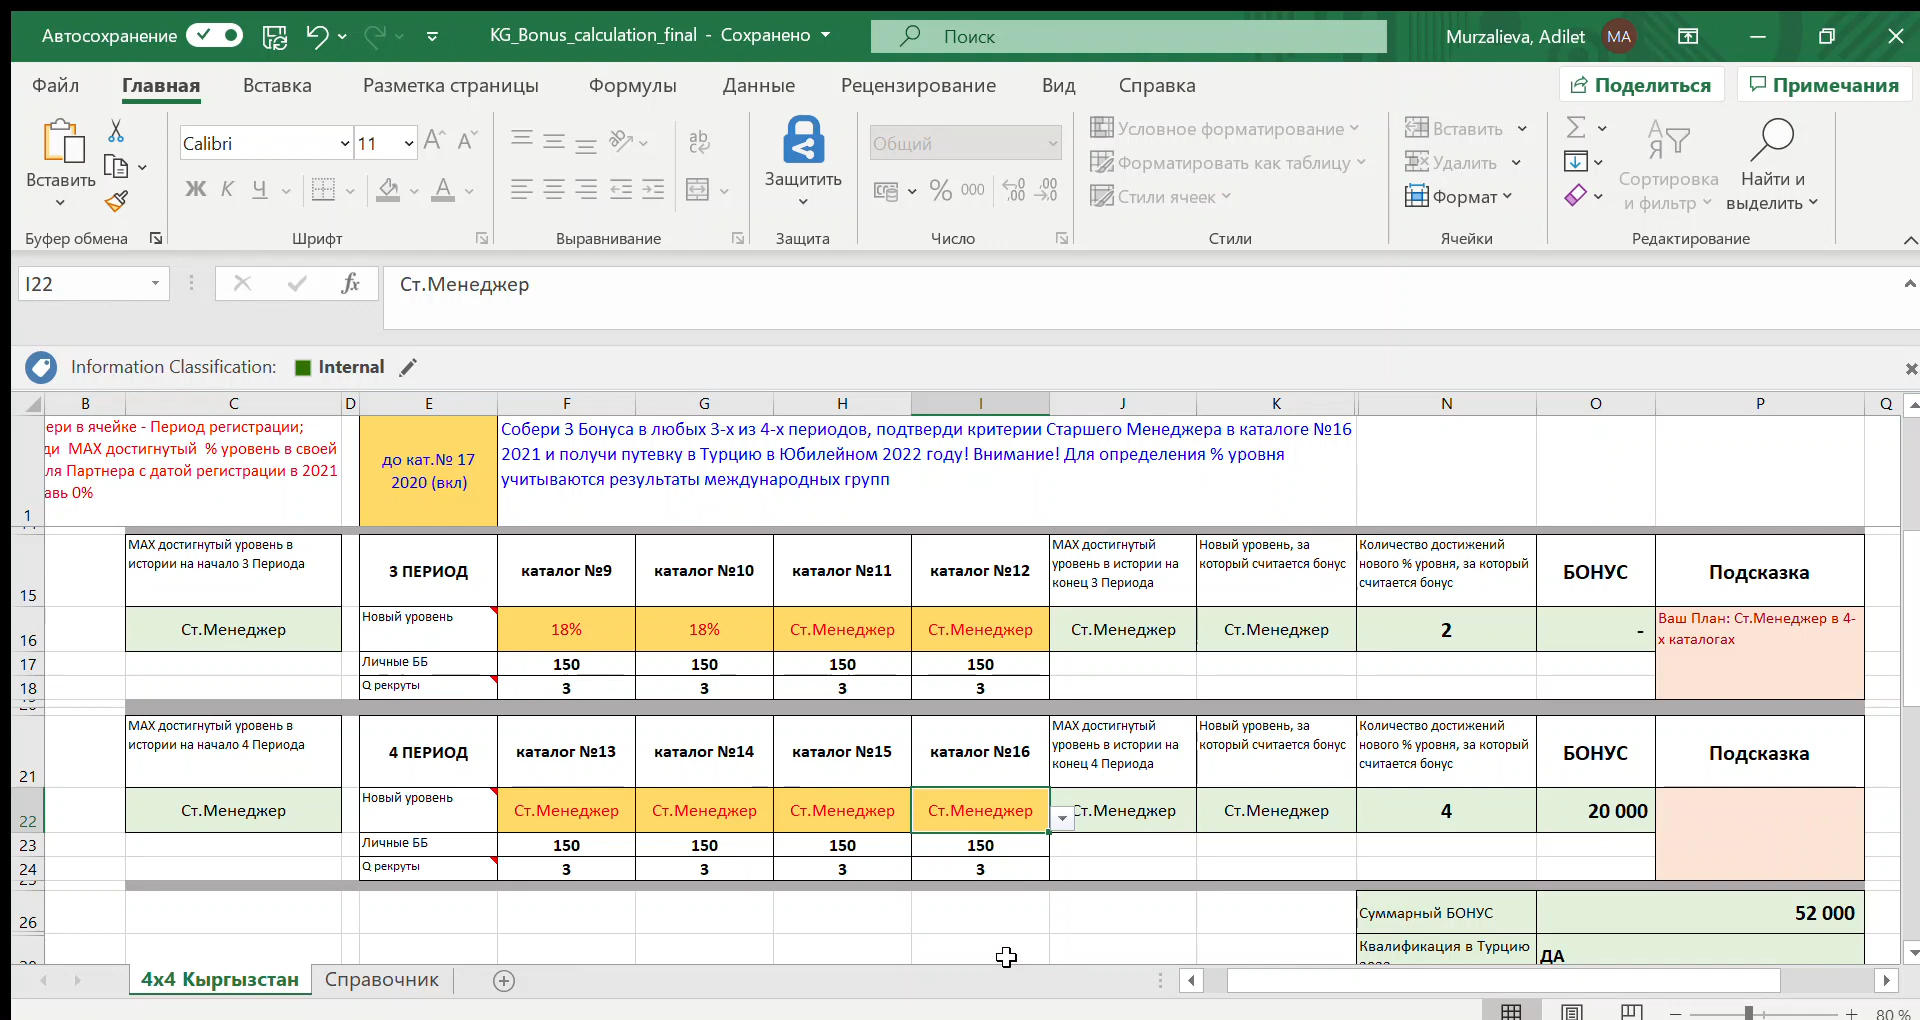 Автосохранение
KG_Bonus_calculation_final - Сохранено
Поиск
Murzalieva, Adilet
MA
Файл
Главная
Вставка
Разметка страницы
Формулы
Данные
Рецензирование
Вид
Справка
Поделиться
Примечания
Вставить
Буфер обмена
Calibri
11
Ж К Ч
А
Шрифт
ab
Выравнивание
Защитить
Защита
Общий
% 000
Число
Условное форматирование
Форматировать как таблицу
Стили ячеек
Стили
Вставить
Удалить
Формат
Ячейки
Сортировка
и фильтр
Найти и
выделить
Редактирование
I22
fx
Ст.Менеджер
Information Classification: Internal
B C D E F G H I J K N O P Q
ери в ячейке - Период регистрации;
ди MAX достигнутый % уровень в своей
ля Партнера с датой регистрации в 2021
авь 0%
до кат.№ 17
2020 (вкл)
Собери 3 Бонуса в любых 3-х из 4-х периодов, подтверди критерии Старшего Менеджера в каталоге №16
2021 и получи путевку в Турцию в Юбилейном 2022 году! Внимание! Для определения % уровня
учитываются результаты международных групп
1
MAX достигнутый уровень в
истории на начало 3 Периода
3 ПЕРИОД
каталог №9
каталог №10
каталог №11
каталог №12
MAX достигнутый
уровень в истории на
конец 3 Периода
Новый уровень, за
который считается бонус
Количество достижений
нового % уровня, за который
считается бонус
БОНУС
Подсказка
15
16
Ст.Менеджер
Новый уровень
18%
18%
Ст.Менеджер
Ст.Менеджер
Ст.Менеджер
Ст.Менеджер
2
-
Ваш План: Ст.Менеджер в 4-
х каталогах
17
Личные ББ
150
150
150
150
18
Q рекруты
3
3
3
3
MAX достигнутый уровень в
истории на начало 4 Периода
4 ПЕРИОД
каталог №13
каталог №14
каталог №15
каталог №16
MAX достигнутый
уровень в истории на
конец 4 Периода
Новый уровень, за
который считается бонус
Количество достижений
нового % уровня, за который
считается бонус
БОНУС
Подсказка
21
22
Ст.Менеджер
Новый уровень
Ст.Менеджер
Ст.Менеджер
Ст.Менеджер
Ст.Менеджер
Ст.Менеджер
Ст.Менеджер
4
20 000
23
Личные ББ
150
150
150
150
24
Q рекруты
3
3
3
3
26
Суммарный БОНУС
52 000
Квалификация в Турцию
ДА
4x4 Кыргызстан
Справочник
80 %